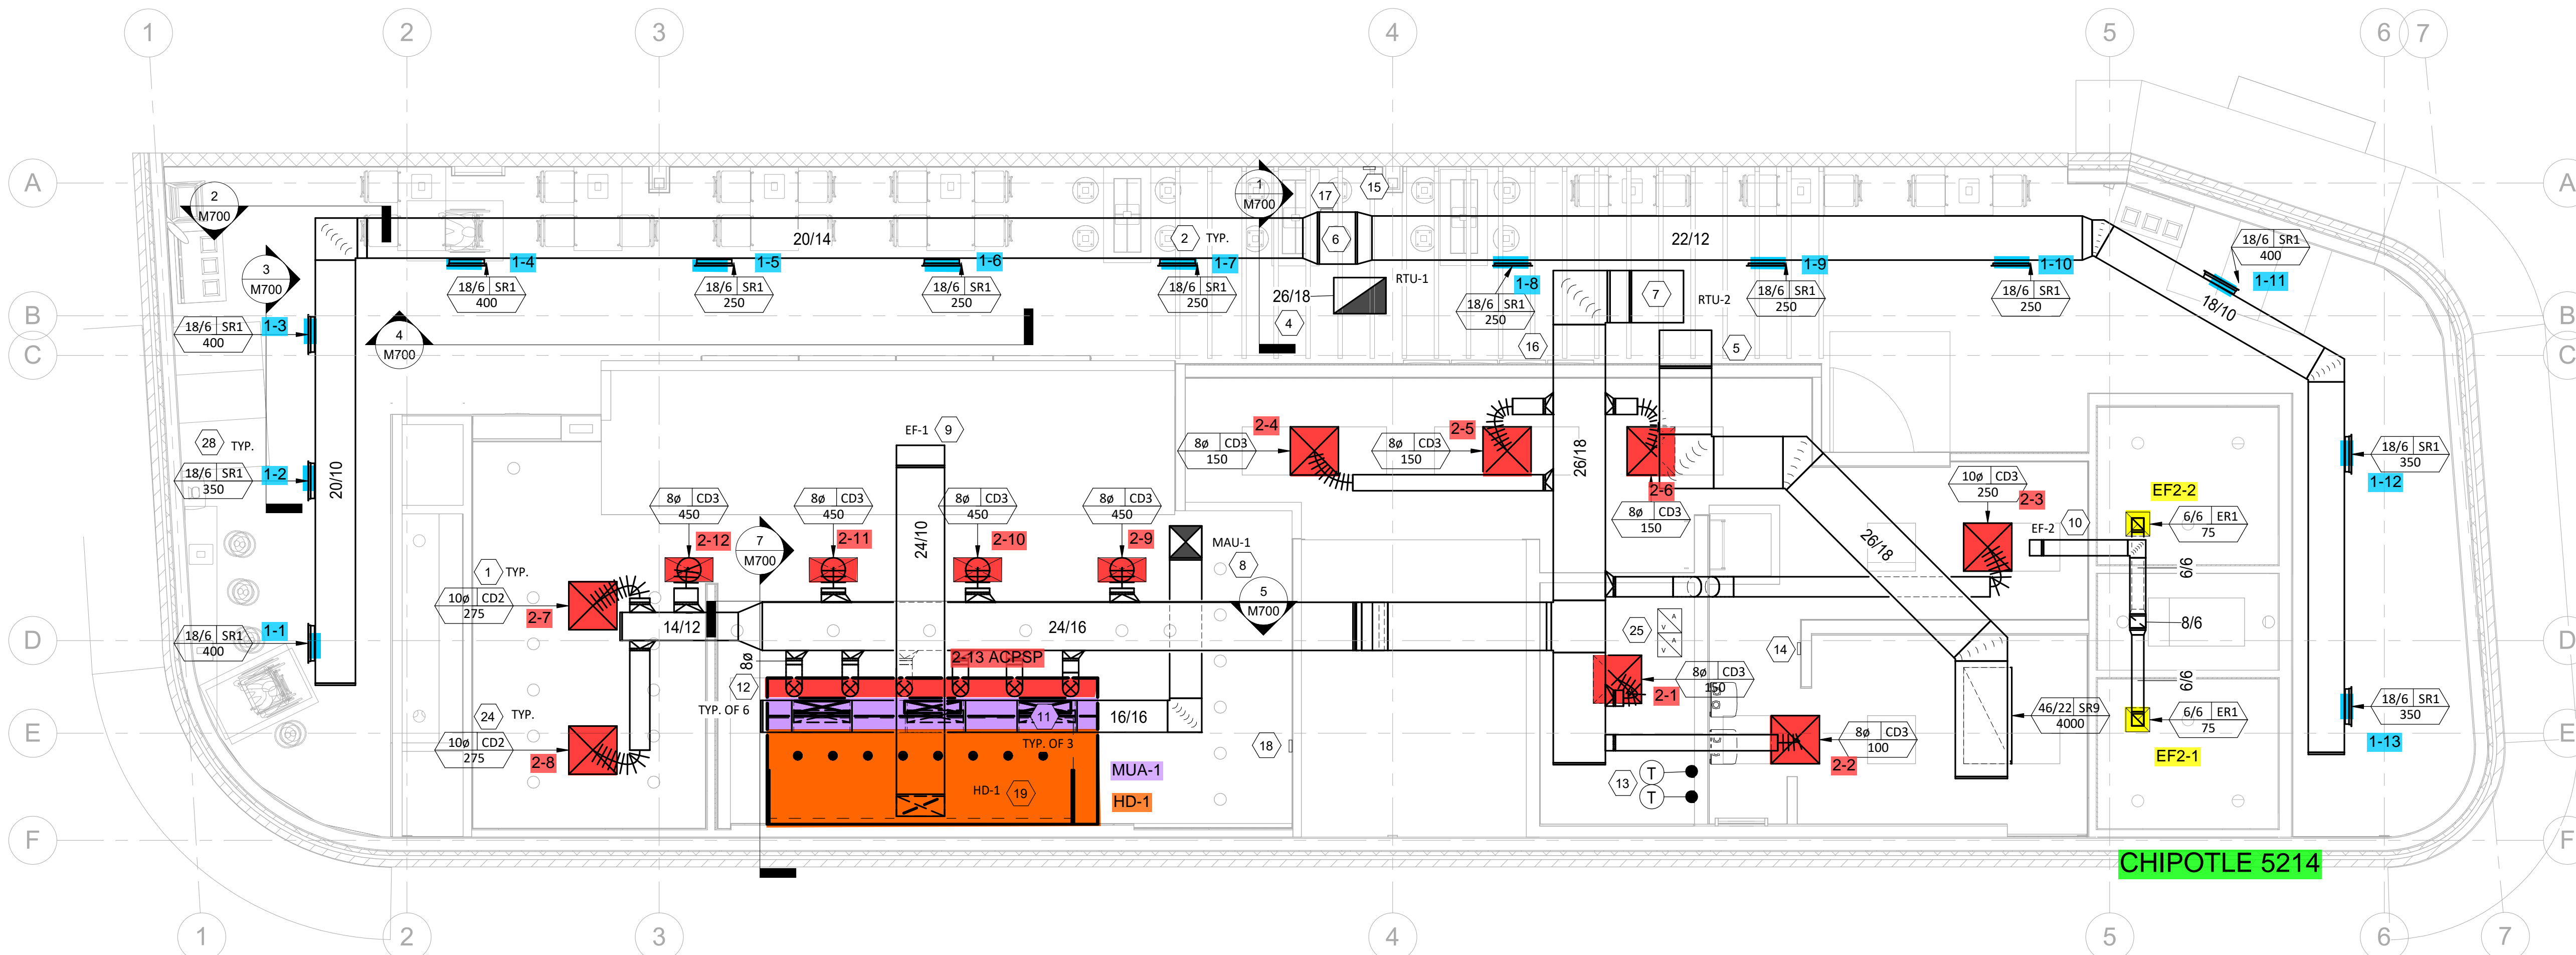 1
2
3
4
5
6
7
A
A
2
M700
1
M700
17
15
6
20/14
2
TYP.
22/12
18/6 SR1
400
1-11
3
M700
1-4
1-5
1-6
1-7
1-8
1-9
1-10
18/6 SR1
400
18/6 SR1
250
18/6 SR1
250
18/6 SR1
250
18/6 SR1
250
18/6 SR1
250
18/6 SR1
250
RTU-1
26/18
4
7
RTU-2
18/10
B
B
18/6 SR1
400
1-3
4
M700
16
5
C
C
28
TYP.
18/6 SR1
350
1-2
20/10
EF-1
9
2-4
8ø CD3
150
2-5
8ø CD3
150
26/18
2-6
8ø CD3
150
18/6 SR1
350
1-12
10ø CD3
250
2-3
EF2-2
6/6 ER1
75
EF-2
10
8ø CD3
450
8ø CD3
450
8ø CD3
450
8ø CD3
450
2-12
2-11
2-10
2-9
7
M700
24/10
MAU-1
8
26/18
6/6
1
TYP.
10ø CD2
275
2-7
14/12
24/16
5
M700
8/6
18/6 SR1
400
1-1
D
D
25
A
V
A
V
14
8ø
2-13 ACPSP
12
TYP. OF 6
8ø CD3
150
2-1
6/6
24
TYP.
11
16/16
46/22 SR9
4000
6/6 ER1
75
18/6 SR1
350
1-13
E
E
10ø CD2
275
2-8
TYP. OF 3
18
8ø CD3
100
2-2
EF2-1
MUA-1
HD-1
19
HD-1
13
T
T
F
F
CHIPOTLE 5214
1
2
3
4
5
6
7